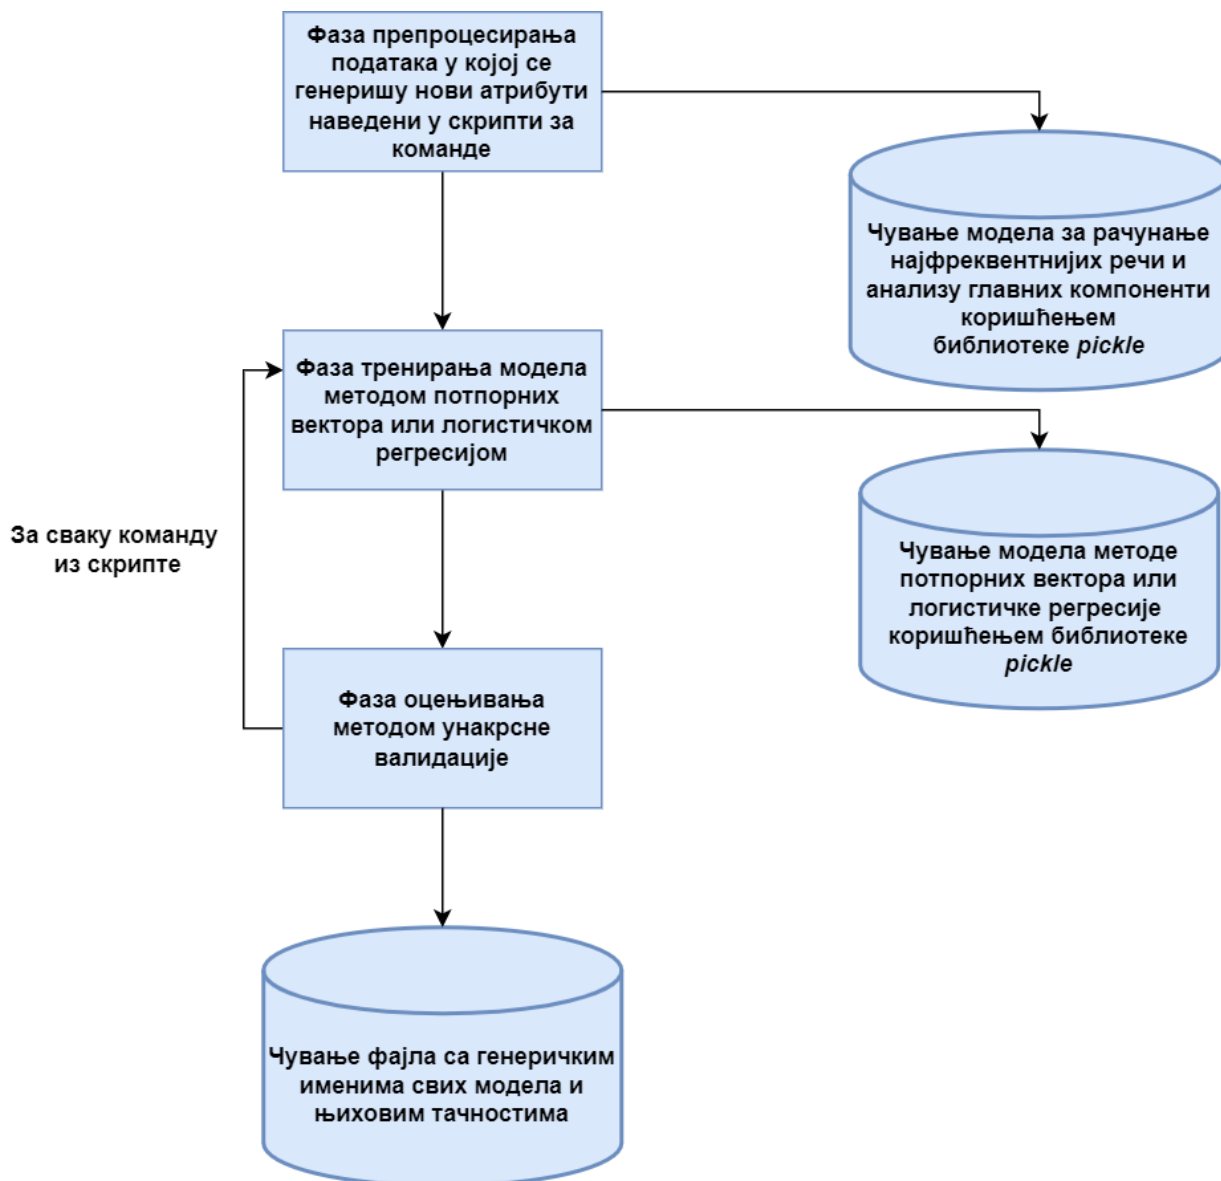 Фаза препроцесирања
података у којој се
генеришу нови атрибути
наведени у скрипти за
команде
Чување модела за рачунање
најфреквентнијих речи и
анализу главних компоненти
коришћењем
библиотеке pickle
Фаза тренирања модела
методом потпорних
вектора или логистичком
регресијом
Чување модела методе
потпорних вектора или
логистичке регресије
коришћењем библиотеке
pickle
За сваку команду
из скрипте
Фаза оцењивања
методом унакрсне
валидације
Чување фајла са генеричким
именима свих модела и
њиховим тачностима